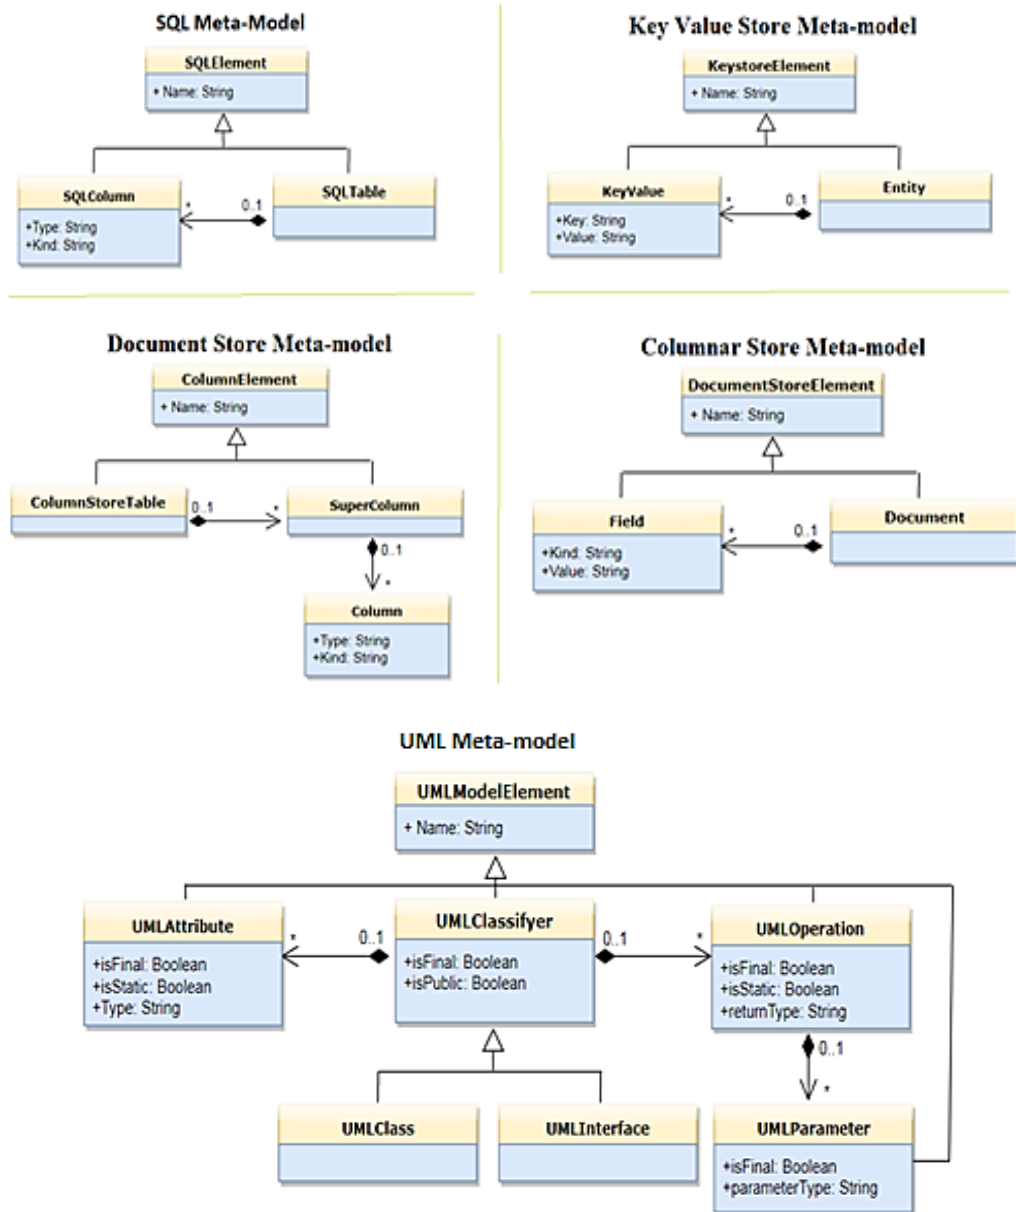 SQL Meta-Model
SQLElement
+ Name: String
SQLColumn
+Type: String
+Kind: String
*
0..1
SQLTable
Key Value Store Meta-model
KeystoreElement
+ Name: String
KeyValue
+Key: String
+Value: String
*
0..1
Entity
Document Store Meta-model
ColumnElement
+ Name: String
ColumnStoreTable
0..1
*
SuperColumn
0..1
*
Column
+Type: String
+Kind: String
Columnar Store Meta-model
DocumentStoreElement
+ Name: String
Field
+Kind: String
+Value: String
*
0..1
Document
UML Meta-model
UMLModelElement
+ Name: String
UMLAttribute
+isFinal: Boolean
+isStatic: Boolean
+Type: String
*
0..1
UMLClassifyer
+isFinal: Boolean
+isPublic: Boolean
0..1
*
UMLOperation
+isFinal: Boolean
+isStatic: Boolean
+returnType: String
0..1
*
UMLClass
UMLInterface
UMLParameter
+isFinal: Boolean
+parameterType: String